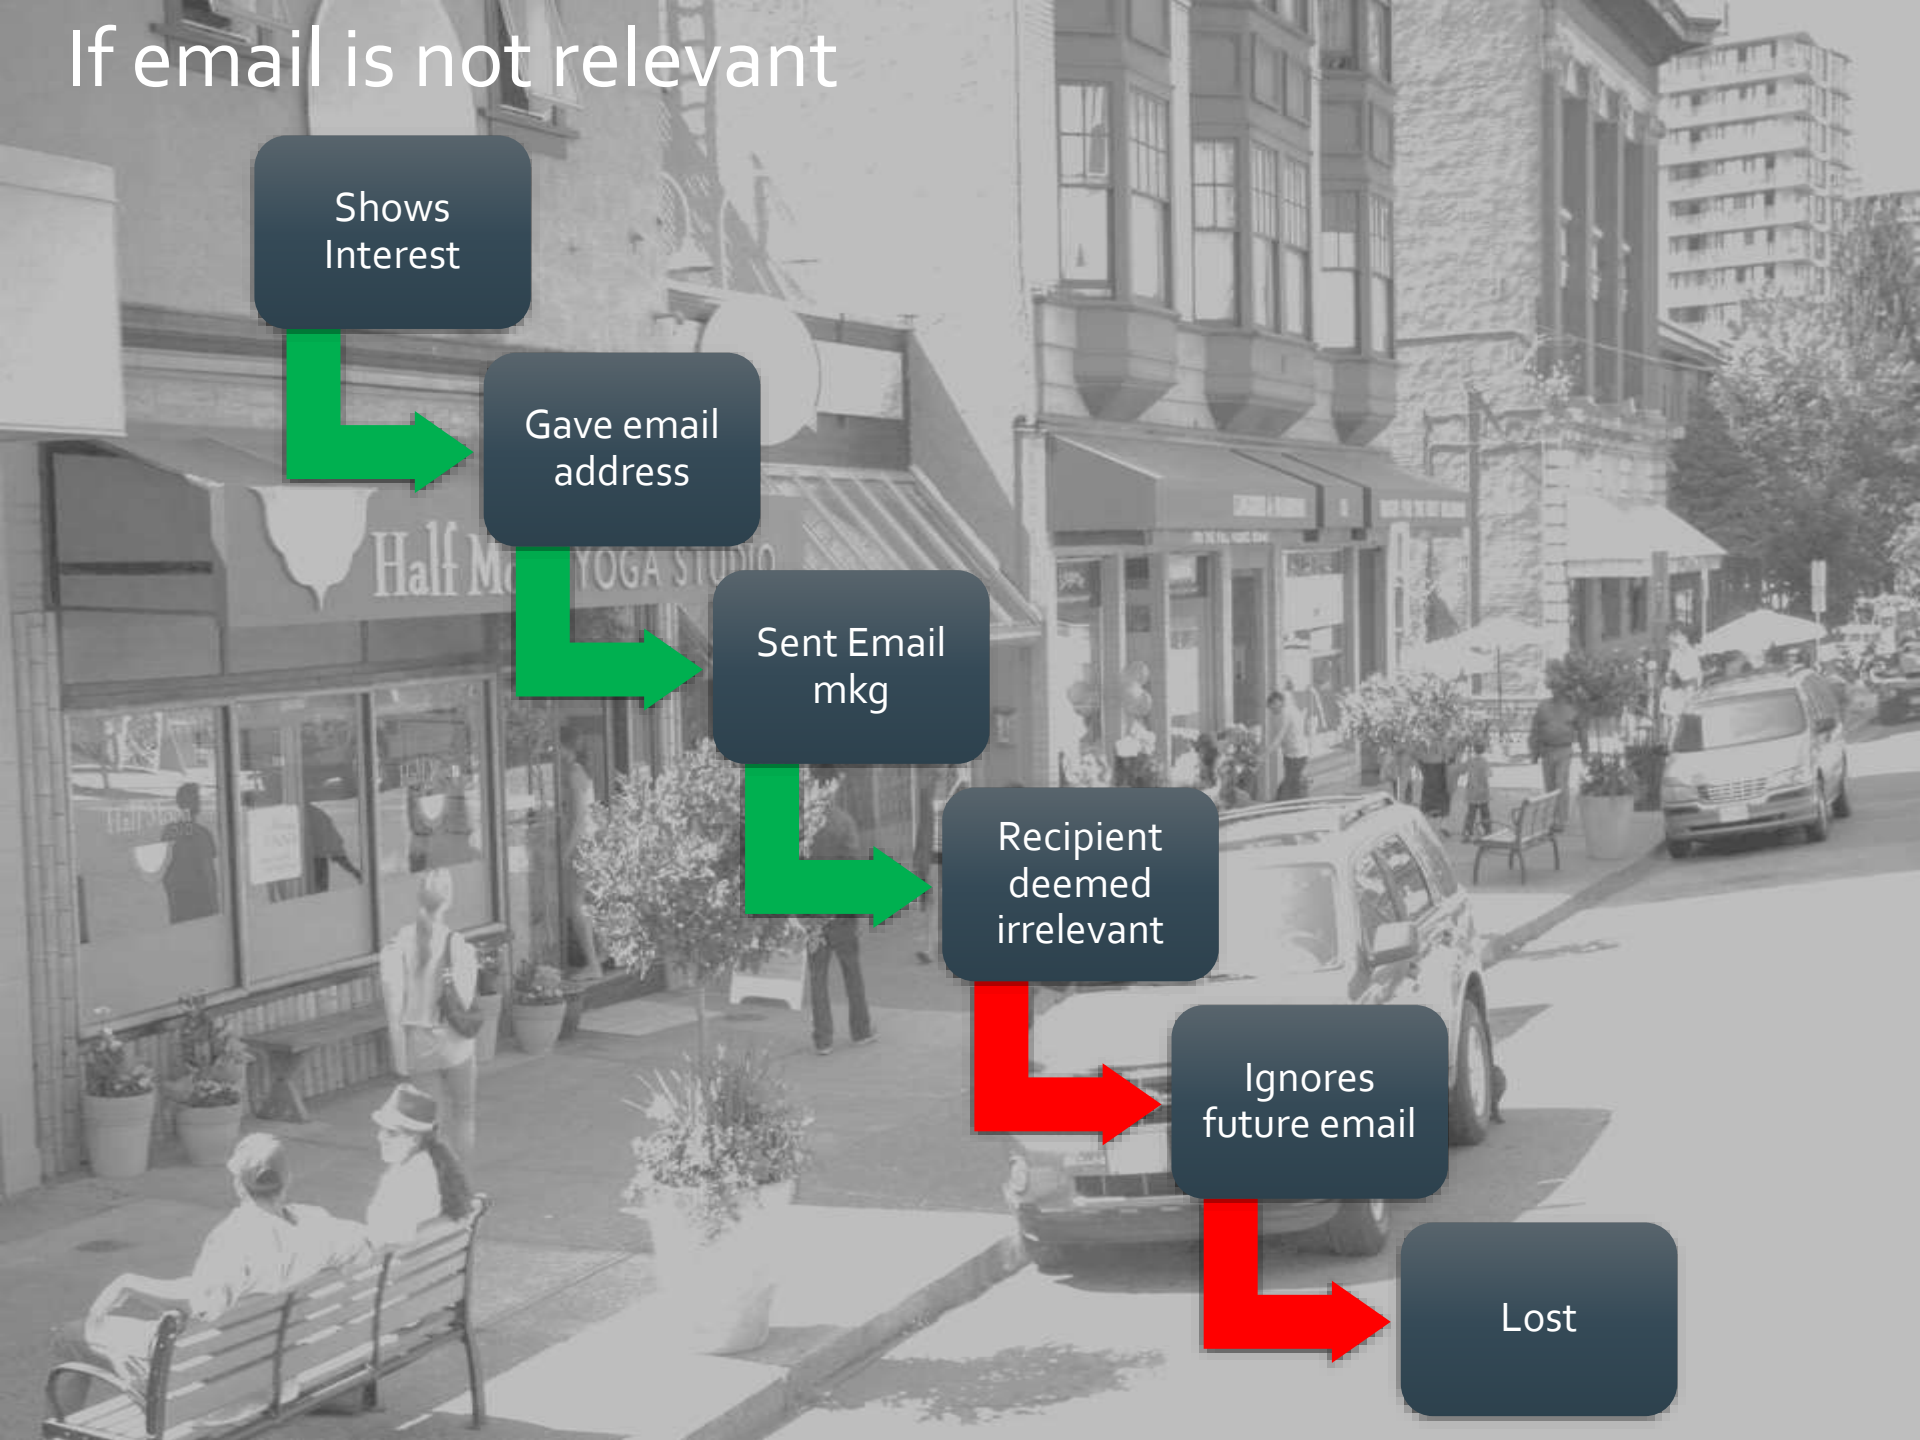 If email is not relevant
Shows
Interest
Gave email
address
Half
YOGA STUDIO
Sent Email
mkg
Recipient
deemed
irrelevant
Ignores
future email
Lost